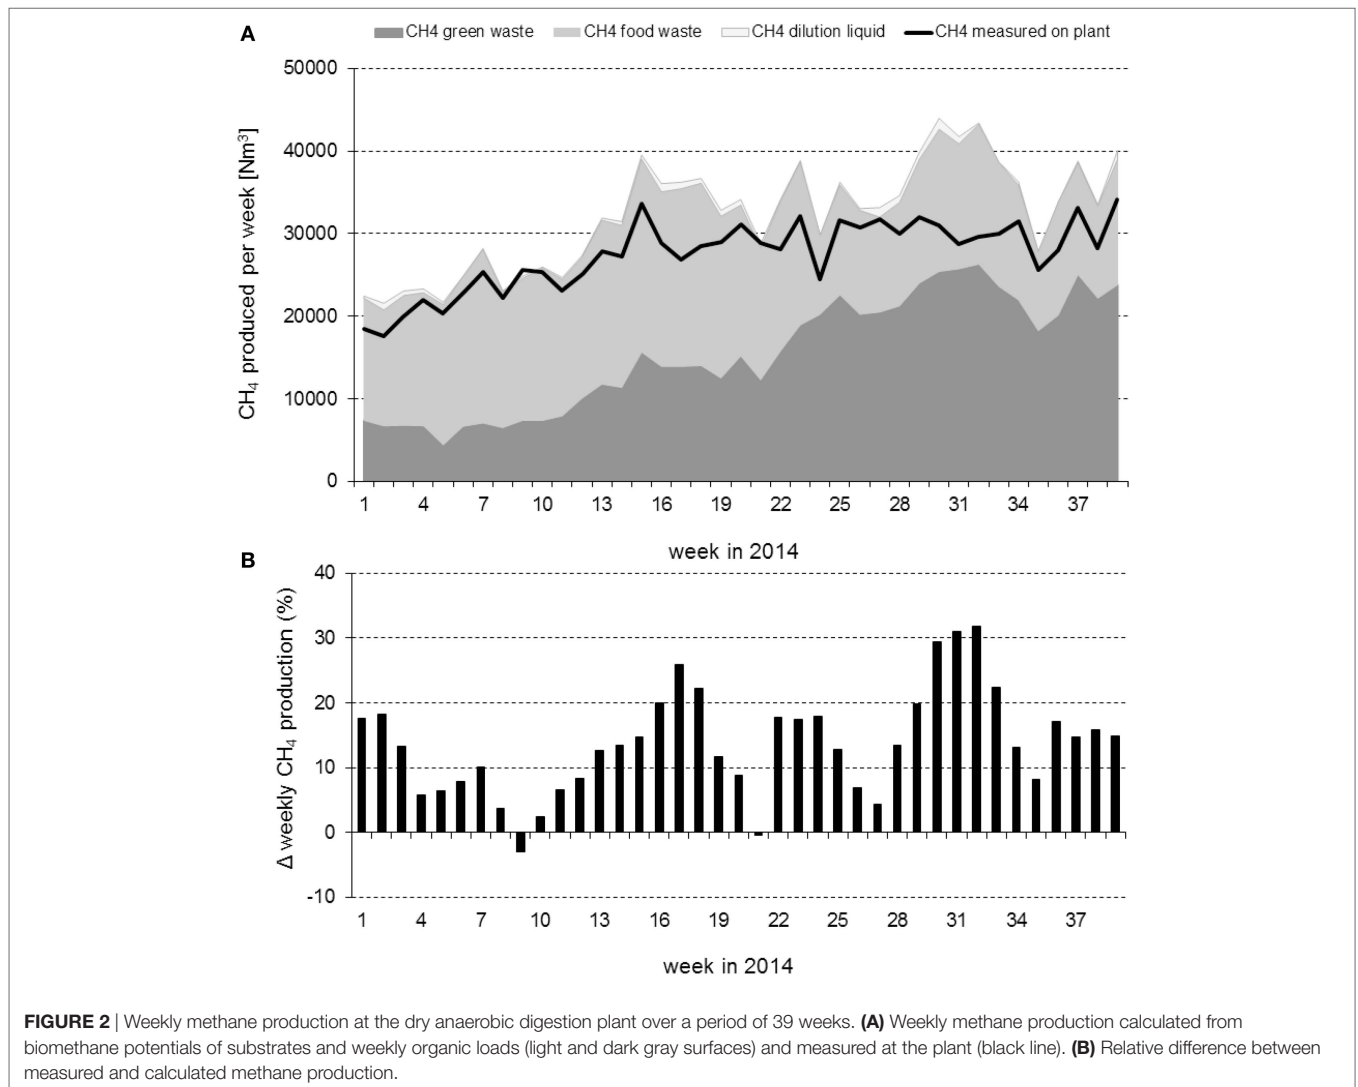 A
CH4 green waste CH4 food waste CH4 dilution liquid CH4 measured on plant
CH₄ produced per week [Nm³]
50000
40000
30000
20000
10000
0
1 4 7 10 13 16 19 22 25 28 31 34 37
week in 2014
B
Δ weekly CH₄ production (%)
40
30
20
10
0
-10
1 4 7 10 13 16 19 22 25 28 31 34 37
week in 2014
FIGURE 2 | Weekly methane production at the dry anaerobic digestion plant over a period of 39 weeks. (A) Weekly methane production calculated from
biomethane potentials of substrates and weekly organic loads (light and dark gray surfaces) and measured at the plant (black line). (B) Relative difference between
measured and calculated methane production.